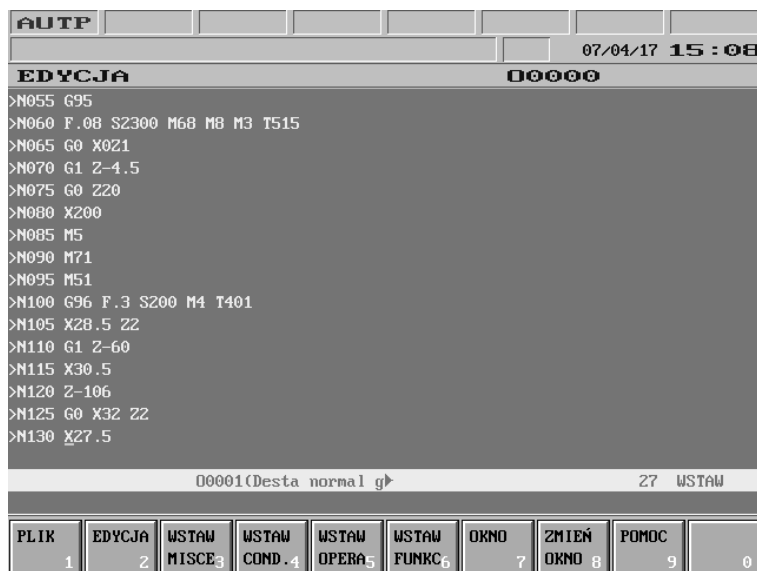 AUTP
07/04/17 15:08
EDYCJA O0000
>N055 G95
>N060 F.08 S2300 M68 M8 M3 T515
>N065 G0 X0Z1
>N070 G1 Z-4.5
>N075 G0 Z20
>N080 X200
>N085 M5
>N090 M71
>N095 M51
>N100 G96 F.3 S200 M4 T401
>N105 X28.5 Z2
>N110 G1 Z-60
>N115 X30.5
>N120 Z-106
>N125 G0 X32 Z2
>N130 X27.5
O0001(Desta normal g 27 WSTAW
PLIK 1 EDYCJA 2 WSTAW MISCE 3 WSTAW COND. 4 WSTAW OPERA 5 WSTAW FUNKC 6 OKNO 7 ZMIEŃ OKNO 8 POMOC 9 0